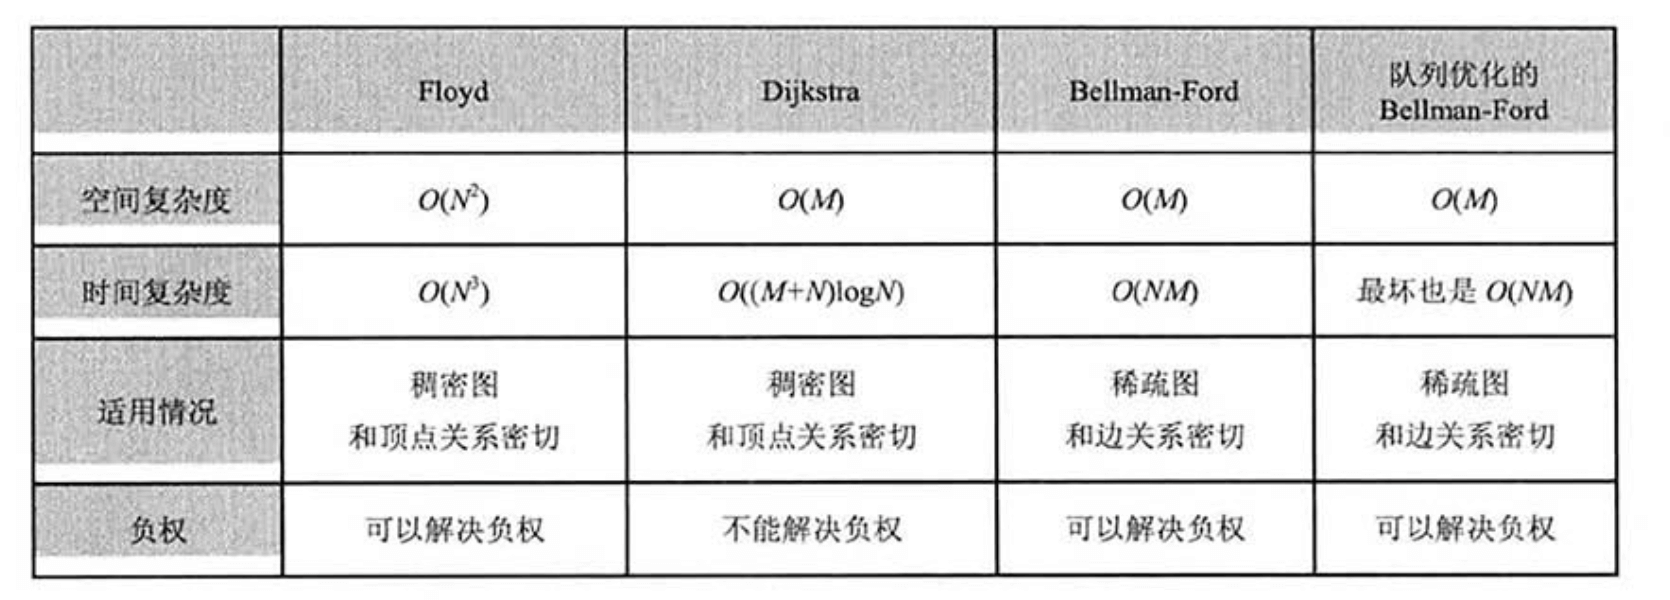 Floyd
Dijkstra
Bellman-Ford
队列优化的
Bellman-Ford
空间复杂度
O(N²)
O(M)
O(M)
O(M)
时间复杂度
O(N³)
O((M+N)logN)
O(NM)
最坏也是 O(NM)
适用情况
稠密图
和顶点关系密切
稠密图
和顶点关系密切
稀疏图
和边关系密切
稀疏图
和边关系密切
负权
可以解决负权
不能解决负权
可以解决负权
可以解决负权